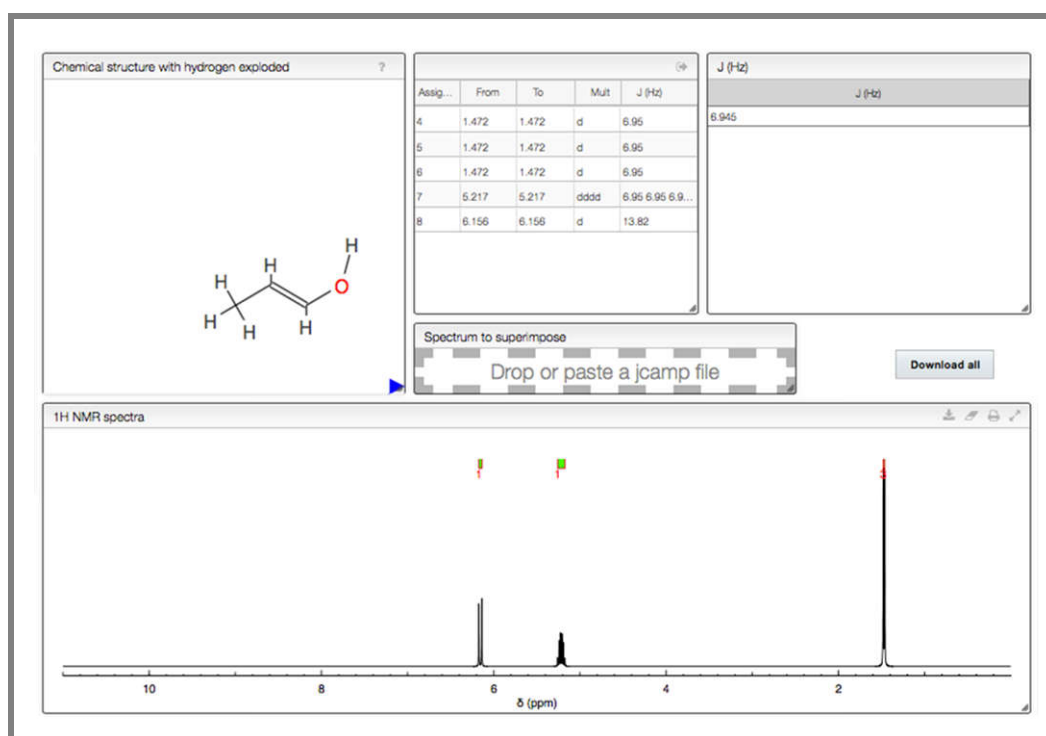 Chemical structure with hydrogen exploded ?
H
H
H
O
H
H
H
Assig... From To Mult J (Hz)
4 1.472 1.472 d 6.95
5 1.472 1.472 d 6.95
6 1.472 1.472 d 6.95
7 5.217 5.217 dddd 6.95 6.95 6.9...
8 6.156 6.156 d 13.82
J (Hz)
J (Hz)
6.945
Spectrum to superimpose
Drop or paste a jcamp file
Download all
1H NMR spectra
1 1
10 8 6 4 2
δ (ppm)